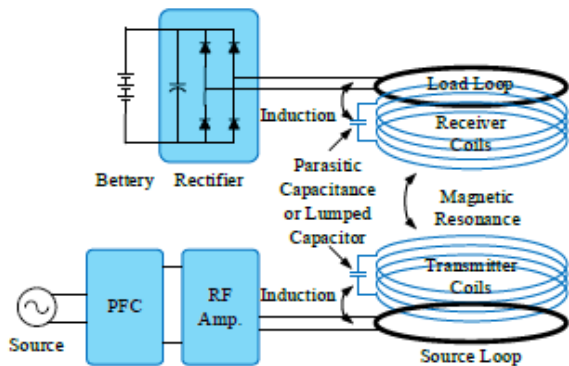 Load Loop
Induction
Receiver
Coils
Bettery
Rectifier
Parasitic
Capacitance
or Lumped
Capacitor
Magnetic
Resonance
Transmitter
Coils
PFC
RF
Amp.
Induction
Source
Source Loop